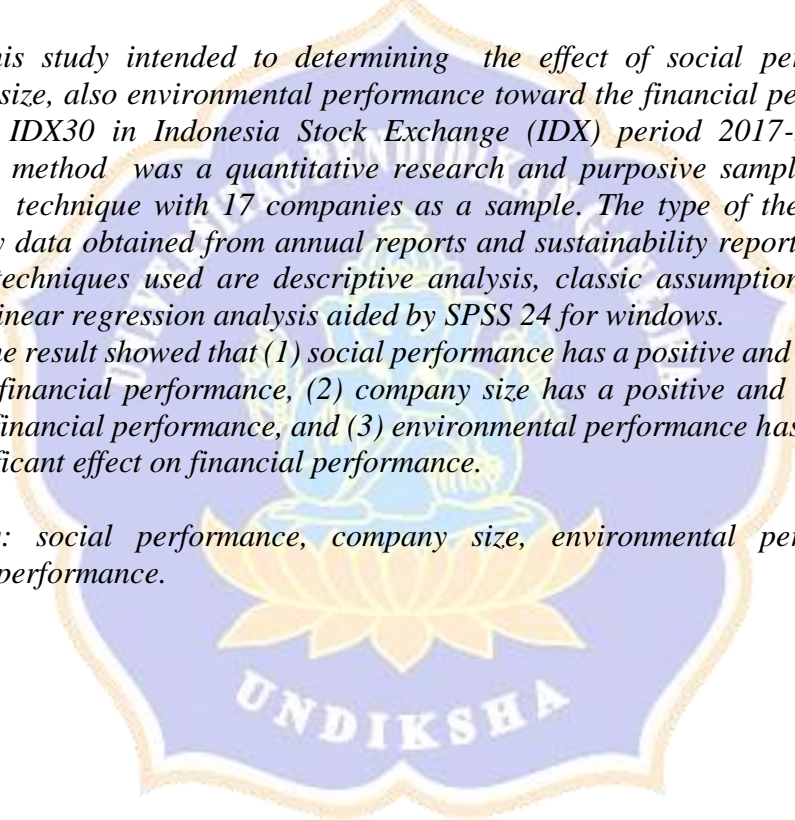 his study intended to determining the effect of social per
size, also environmental performance toward the financial pe
IDX30 in Indonesia Stock Exchange (IDX) period 2017-
method was a quantitative research and purposive sampl
technique with 17 companies as a sample. The type of the
y data obtained from annual reports and sustainability report
techniques used are descriptive analysis, classic assumption
inear regression analysis aided by SPSS 24 for windows.
he result showed that (1) social performance has a positive and
financial performance, (2) company size has a positive and
financial performance, and (3) environmental performance has
ficant effect on financial performance.
: social performance, company size, environmental per
performance.
UNDIKSHA